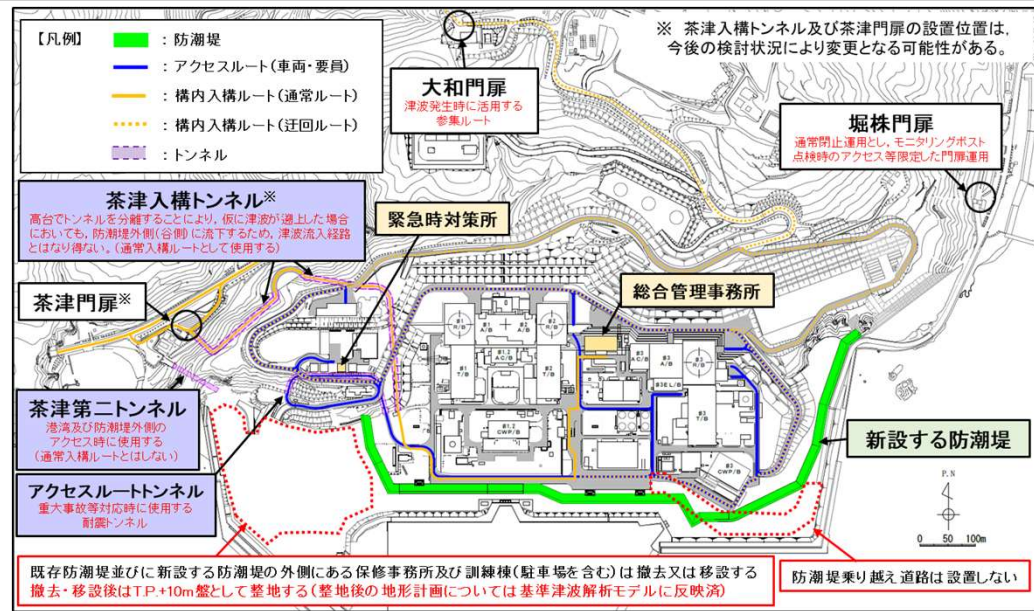 【凡例】
：防潮堤
：アクセスルート(車両・要員)
：構内入構ルート(通常ルート)
：構内入構ルート(迂回ルート)
：トンネル
※ 茶津入構トンネル及び茶津門扉の設置位置は，
今後の検討状況により変更となる可能性がある。
大和門扉
津波発生時に活用する
参集ルート
堀株門扉
通常閉止運用とし，モニタリングポスト
点検時のアクセス等限定した門扉運用
茶津入構トンネル※
高台でトンネルを分離することにより，仮に津波が遡上した場合
においても，防潮堤外側(谷側)に流下するため，津波流入経路
とはなり得ない。(通常入構ルートとして使用する)
緊急時対策所
総合管理事務所
茶津門扉※
#1
R/B
#1
A/B
#2
A/B
#2
R/B
#1.2
AC/B
#1
T/B
#2
T/B
#1.2
CWP/B
#3
AC/B
#3
A/B
#3
R/B
#3EL/B
#3
T/B
#3
CWP/B
茶津第二トンネル
港湾及び防潮堤外側の
アクセス時に使用する
(通常入構ルートとはしない)
新設する防潮堤
アクセスルートトンネル
重大事故等対応時に使用する
耐震トンネル
P.N
0 50 100m
既存防潮堤並びに新設する防潮堤の外側にある保修事務所及び訓練棟(駐車場を含む)は撤去又は移設する
撤去・移設後はT.P.+10m盤として整地する(整地後の地形計画については基準津波解析モデルに反映済)
防潮堤乗り越え道路は設置しない